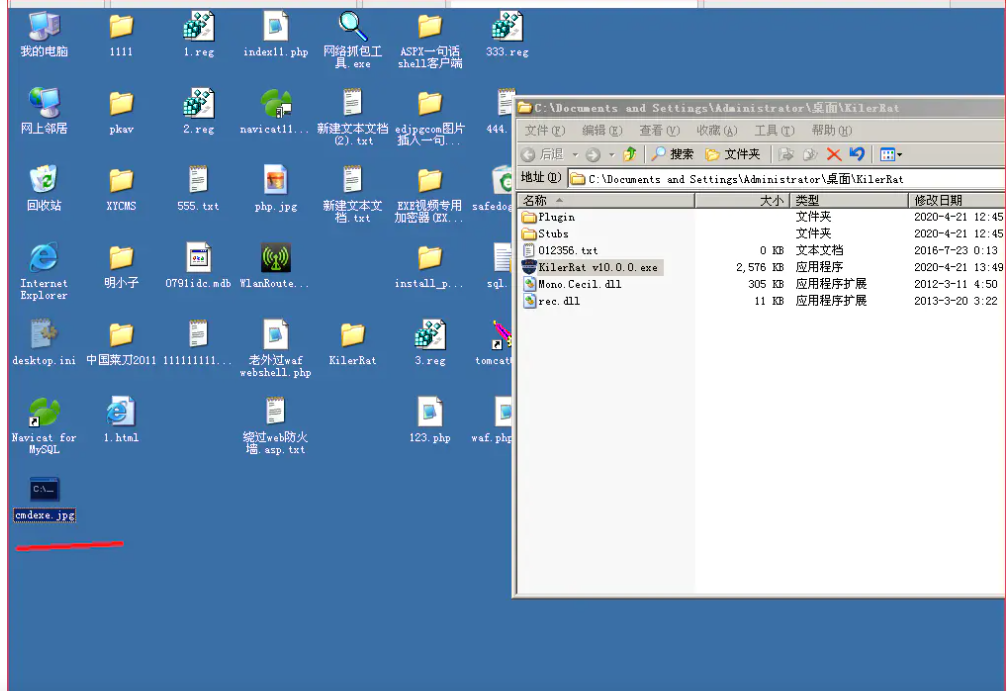 我的电脑
1111
1.reg
index11.php
网络抓包工
具.exe
ASPX一句话
shell客户端
333.reg
网上邻居
pkav
2.reg
navicat11...
新建文本文档
(2).txt
edjpgcom图片
插入一句...
444.
回收站
XYCMS
555.txt
php.jpg
新建文本文
档.txt
EXE视频专用
加密器(EX...
safedog
Internet
Explorer
明小子
0791idc.mdb
WlanRoute...
install_p...
sql.
desktop.ini
中国菜刀2011
111111111...
老外过waf
webshell.php
KilerRat
3.reg
tomcat
Navicat for
MySQL
1.html
绕过web防火
墙.asp.txt
123.php
waf.php
C:\_
cmdexe.jpg
C:\Documents and Settings\Administrator\桌面\KilerRat
文件(F) 编辑(E) 查看(V) 收藏(A) 工具(T) 帮助(H)
后退 搜索 文件夹
地址(D) C:\Documents and Settings\Administrator\桌面\KilerRat
名称 大小 类型 修改日期
Plugin 文件夹 2020-4-21 12:45
Stubs 文件夹 2020-4-21 12:45
012356.txt 0 KB 文本文档 2016-7-23 0:13
KilerRat v10.0.0.exe 2,576 KB 应用程序 2020-4-21 13:49
Mono.Cecil.dll 305 KB 应用程序扩展 2012-3-11 4:50
rec.dll 11 KB 应用程序扩展 2013-3-20 3:22